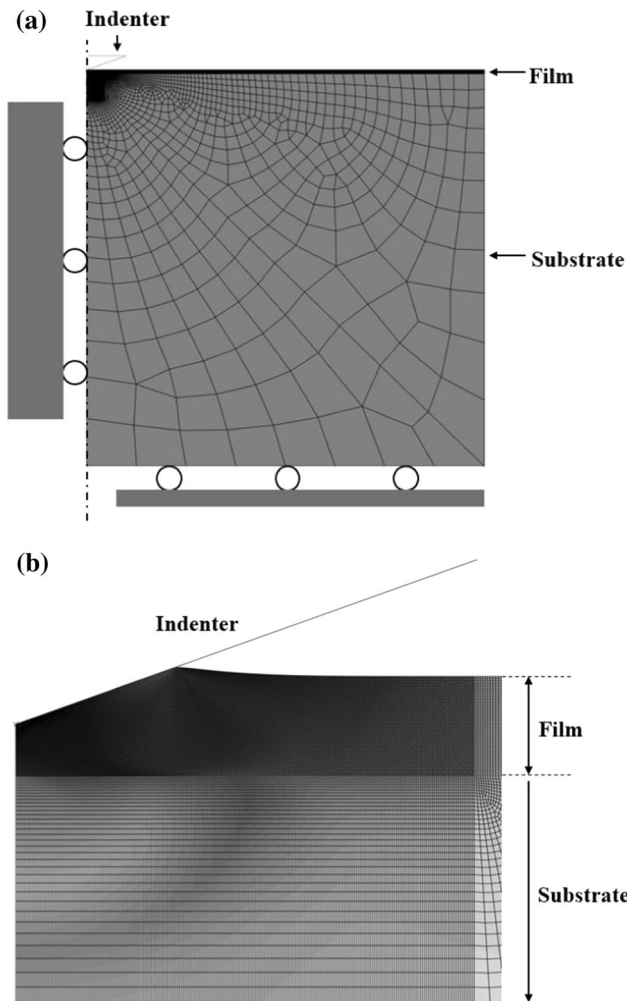 (a)
Indenter
Film
Substrate
(b)
Indenter
Film
Substrate